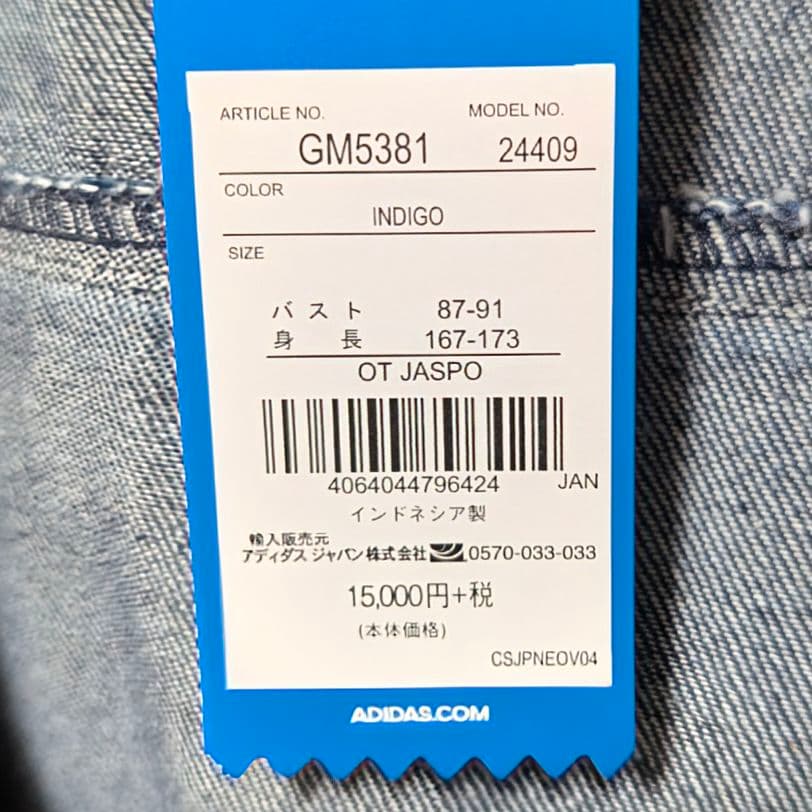 ARTICLE NO. MODEL NO.
GM5381 24409
COLOR
INDIGO
SIZE
バスト 87-91
身長 167-173
OT JASPO
4064044796424 JAN
インドネシア製
輸入販売元
アディダス ジャパン株式会社 0570-033-033
15,000円+税
(本体価格)
CSJPNEOV04
ADIDAS.COM